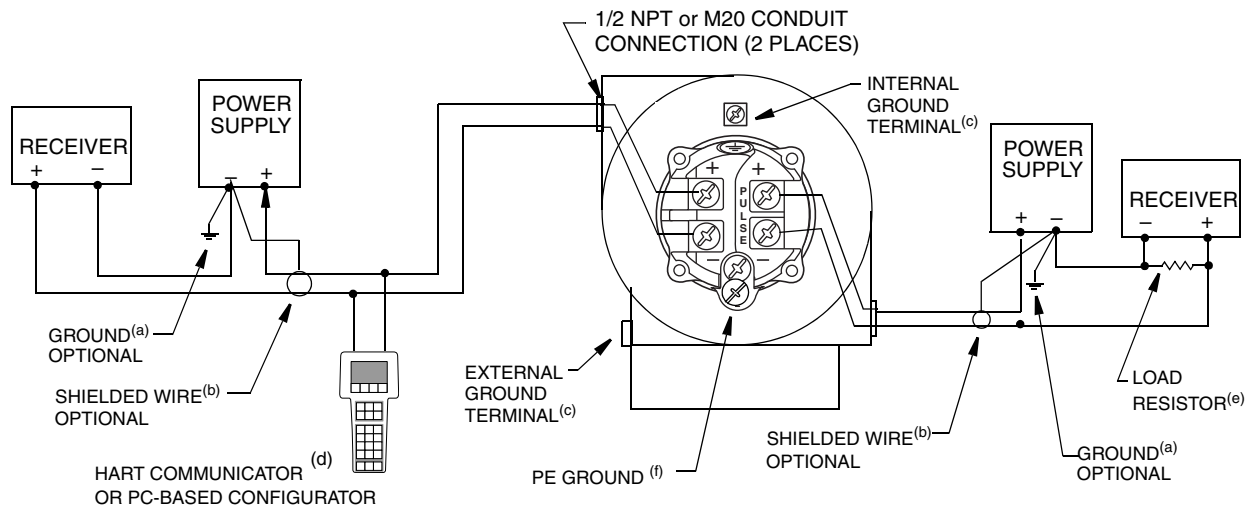 1/2 NPT or M20 CONDUIT
CONNECTION (2 PLACES)
INTERNAL
GROUND
TERMINAL(c)
RECEIVER
+ −
POWER
SUPPLY
− +
+ +
PULSE
− −
POWER
SUPPLY
+ −
RECEIVER
− +
GROUND(a)
OPTIONAL
SHIELDED WIRE(b)
OPTIONAL
HART COMMUNICATOR (d)
OR PC-BASED CONFIGURATOR
EXTERNAL
GROUND
TERMINAL(c)
PE GROUND (f)
SHIELDED WIRE(b)
OPTIONAL
GROUND(a)
OPTIONAL
LOAD
RESISTOR(e)